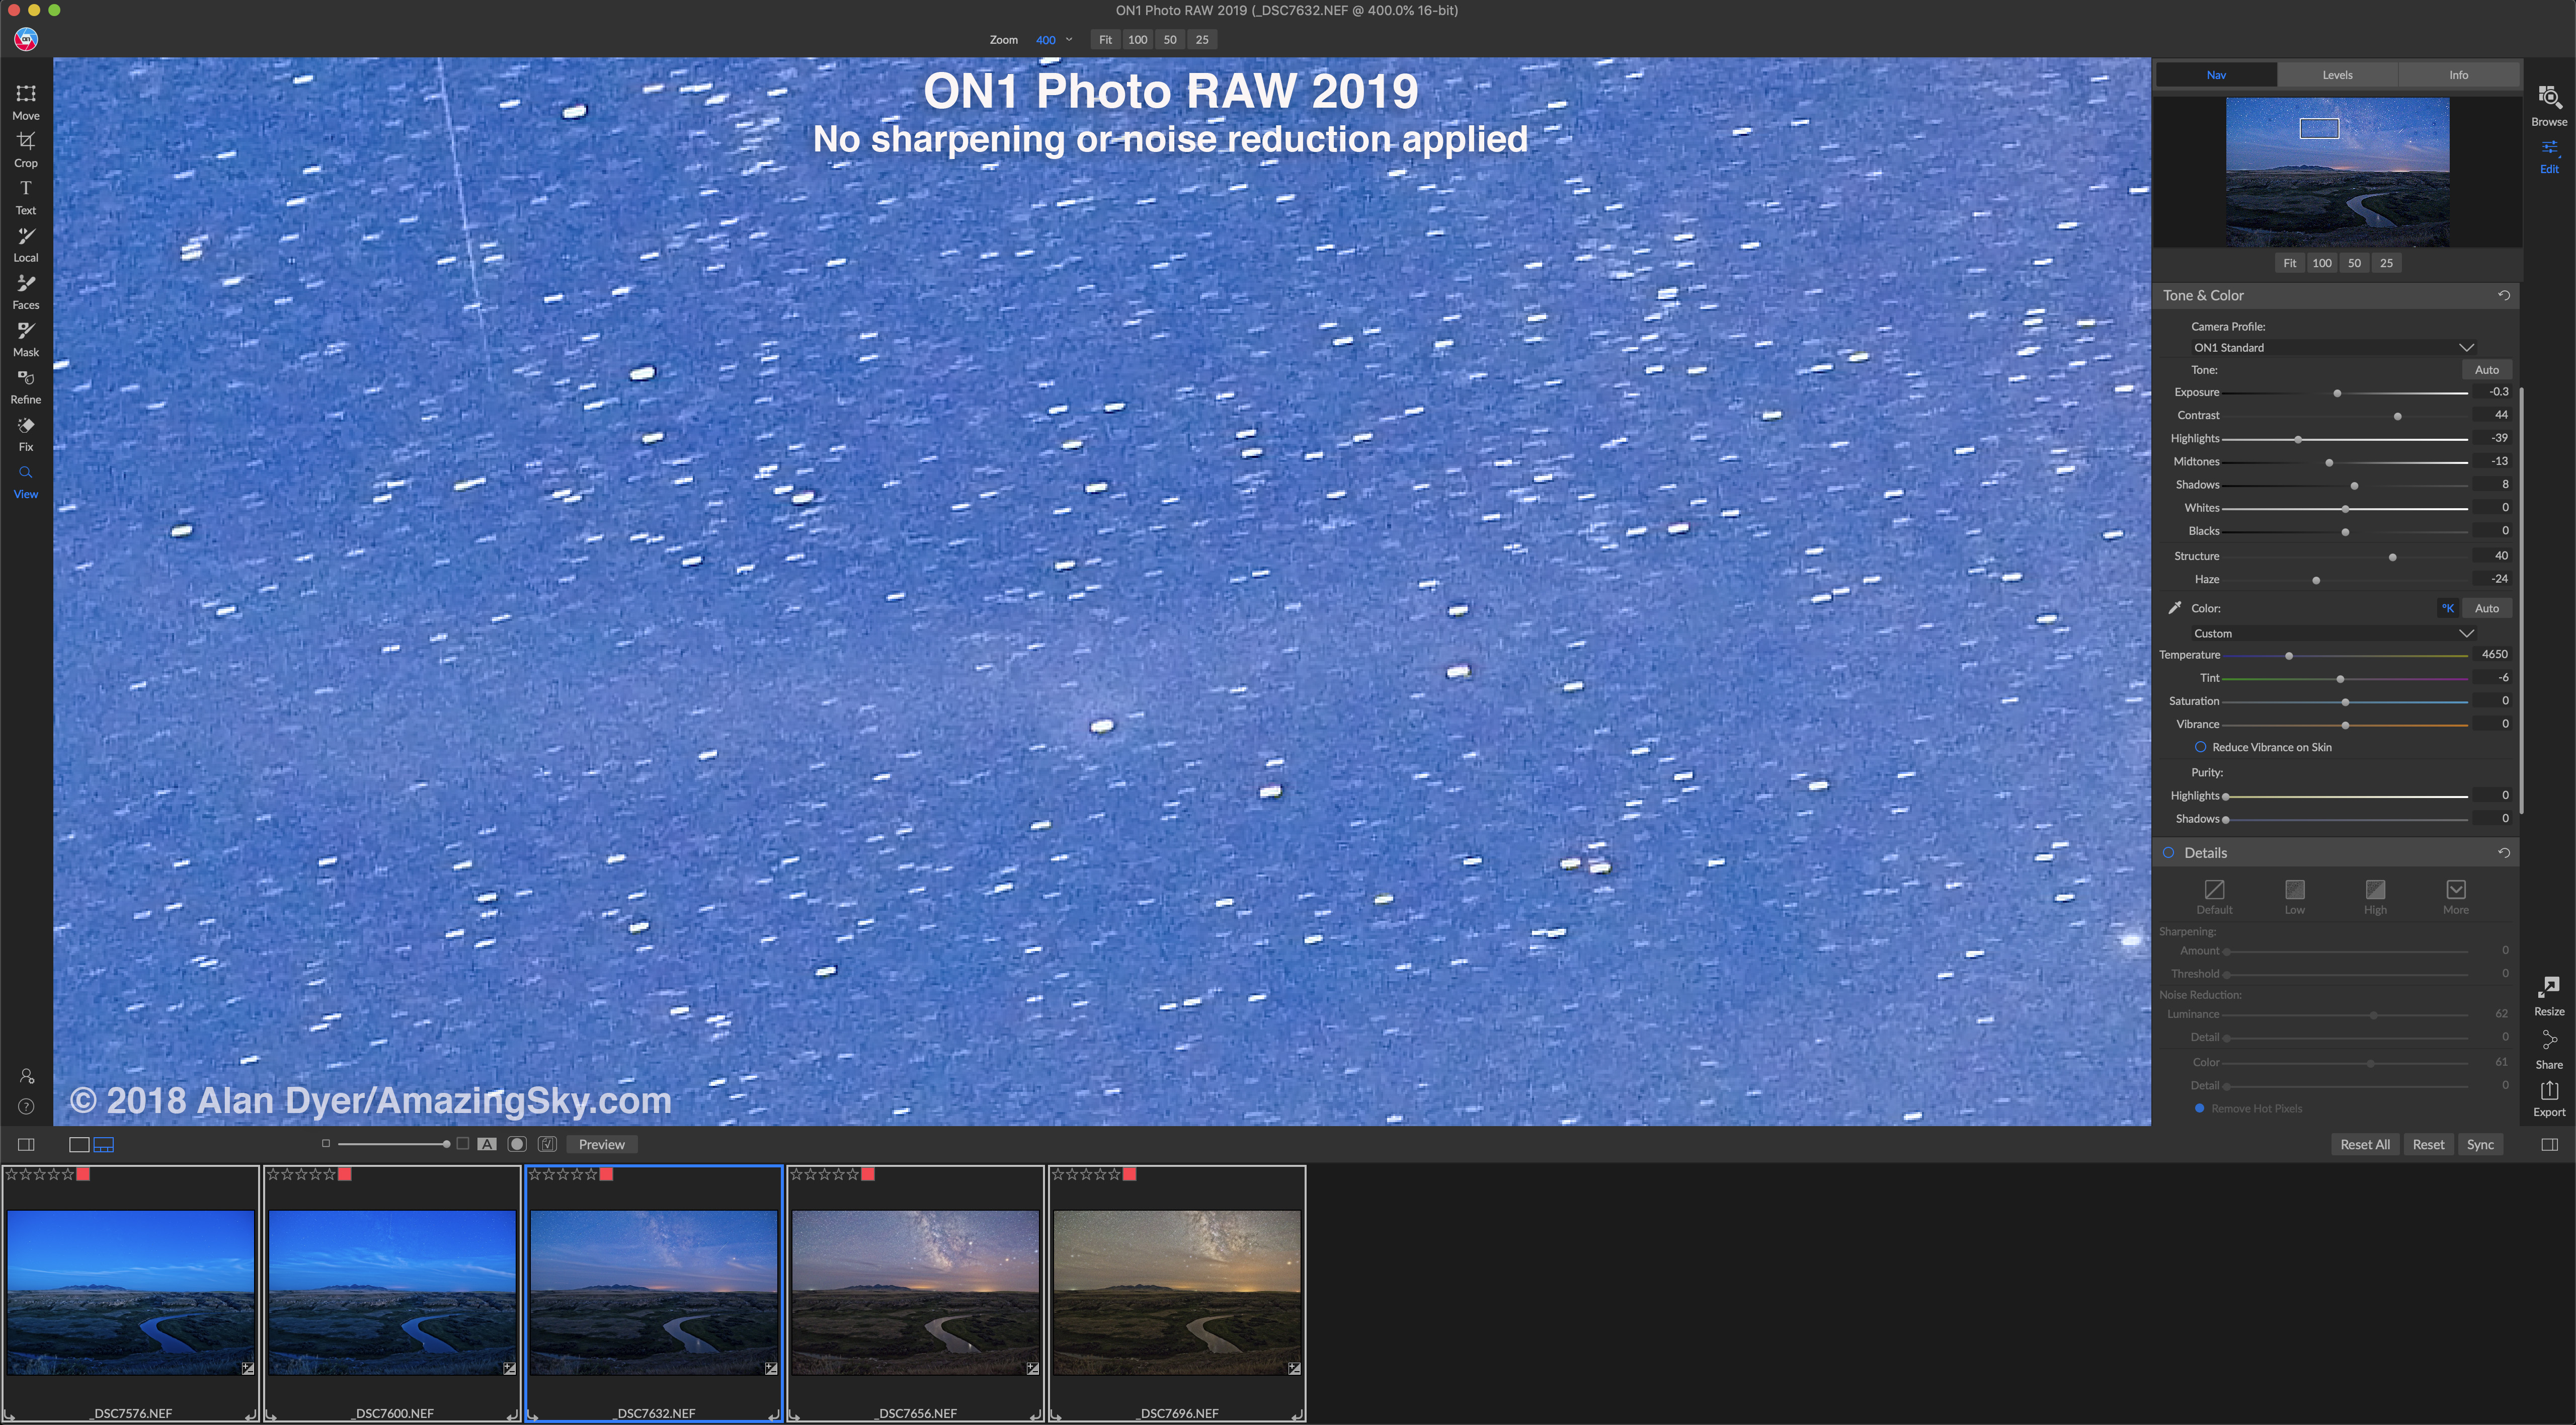 ON1 Photo RAW 2019 (_DSC7632.NEF @ 400.0% 16-bit)
on1
Zoom 400 Fit 100 50 25
ON1 Photo RAW 2019
No sharpening or noise reduction applied
Move
Crop
T
Text
Local
Faces
Mask
Refine
Fix
View
?
© 2018 Alan Dyer/AmazingSky.com
Nav Levels Info
Fit 100 50 25
Tone & Color
Camera Profile:
ON1 Standard
Tone: Auto
Exposure -0.3
Contrast 44
Highlights -39
Midtones -13
Shadows 8
Whites 0
Blacks 0
Structure 40
Haze -24
Color: °K Auto
Custom
Temperature 4650
Tint -6
Saturation 0
Vibrance 0
Reduce Vibrance on Skin
Purity:
Highlights 0
Shadows 0
Details
Default Low High More
Sharpening:
Amount 0
Threshold 0
Noise Reduction:
Luminance 62
Detail 0
Color 61
Detail 0
Remove Hot Pixels
Browse
Edit
Resize
Share
Export
A Preview
Reset All Reset Sync
_DSC7576.NEF
_DSC7600.NEF
_DSC7632.NEF
_DSC7656.NEF
_DSC7696.NEF